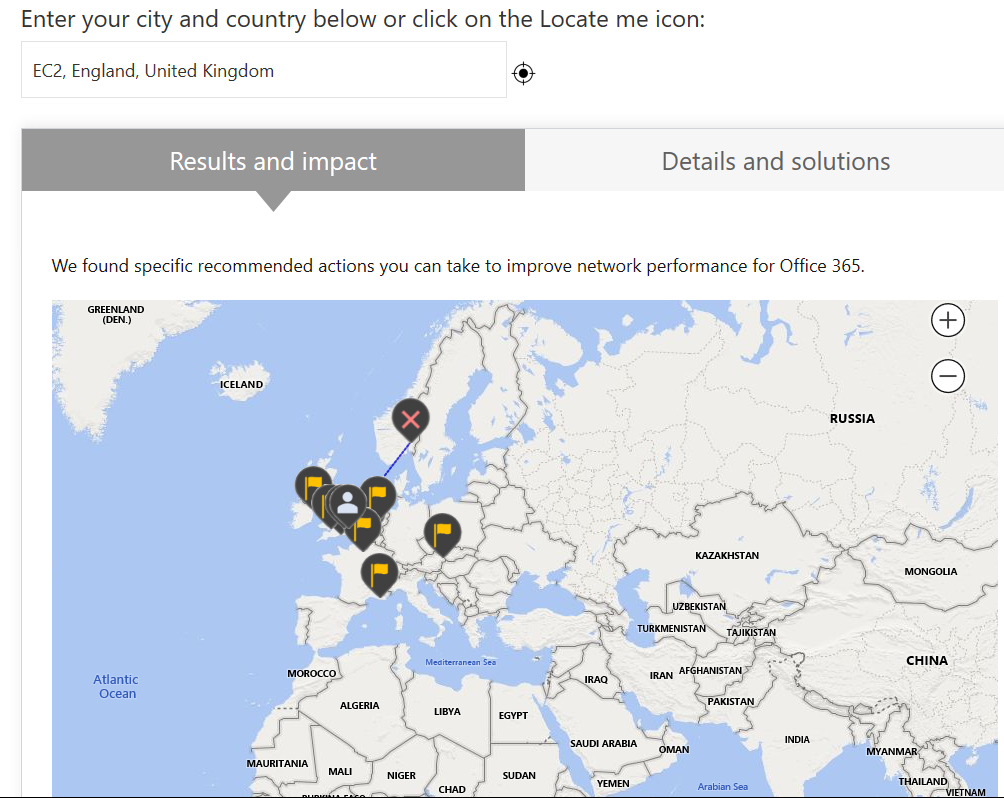 Enter your city and country below or click on the Locate me icon:
EC2, England, United Kingdom
Results and impact
Details and solutions
We found specific recommended actions you can take to improve network performance for Office 365.
GREENLAND
(DEN.)
ICELAND
RUSSIA
KAZAKHSTAN
MONGOLIA
UZBEKISTAN
TURKMENISTAN
TAJIKISTAN
CHINA
Mediterranean Sea
MOROCCO
IRAQ
IRAN
AFGHANISTAN
Atlantic
Ocean
PAKISTAN
ALGERIA
LIBYA
EGYPT
INDIA
SAUDI ARABIA
OMAN
MYANMAR
MAURITANIA
MALI
NIGER
SUDAN
YEMEN
CHAD
Arabian Sea
THAILAND
VIETNAM
BURKINA FASO